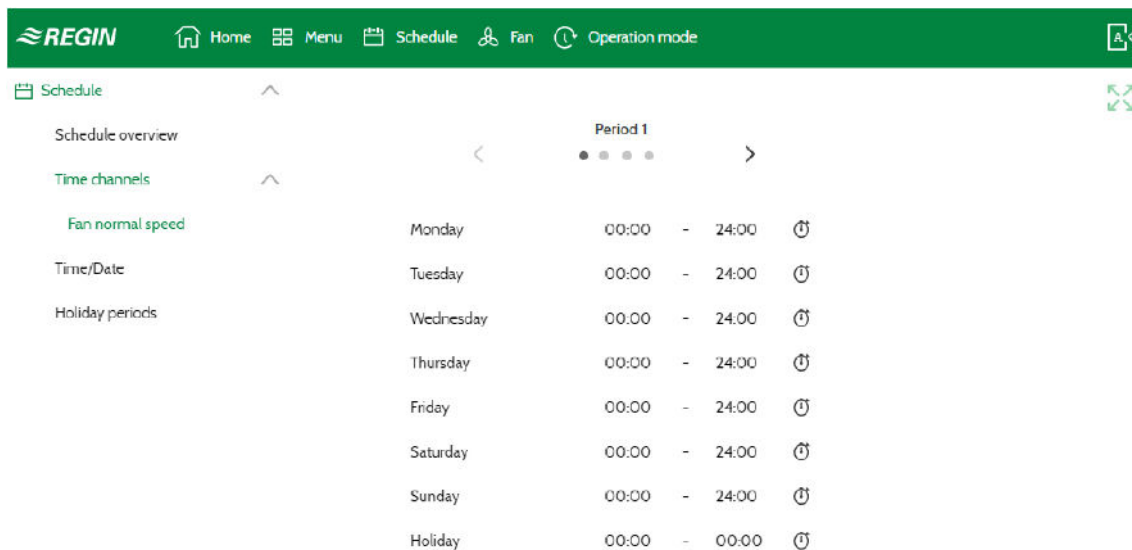 REGIN Home Menu Schedule Fan Operation mode A
Schedule
Schedule overview
Time channels
Fan normal speed
Time/Date
Holiday periods
Period 1
Monday 00:00 - 24:00
Tuesday 00:00 - 24:00
Wednesday 00:00 - 24:00
Thursday 00:00 - 24:00
Friday 00:00 - 24:00
Saturday 00:00 - 24:00
Sunday 00:00 - 24:00
Holiday 00:00 - 00:00